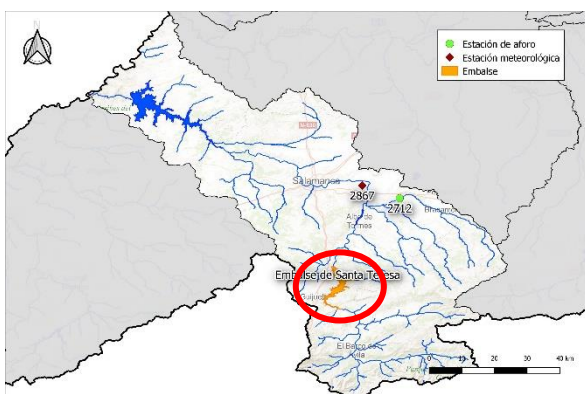 Estación de aforo
Estación meteorológica
Embalse
Salamanca
2867
2712
Alba de
Tormes
Embalse de Santa Teresa
Guijuelo
El Barco de
Ávila
0 10 20 30 40 km